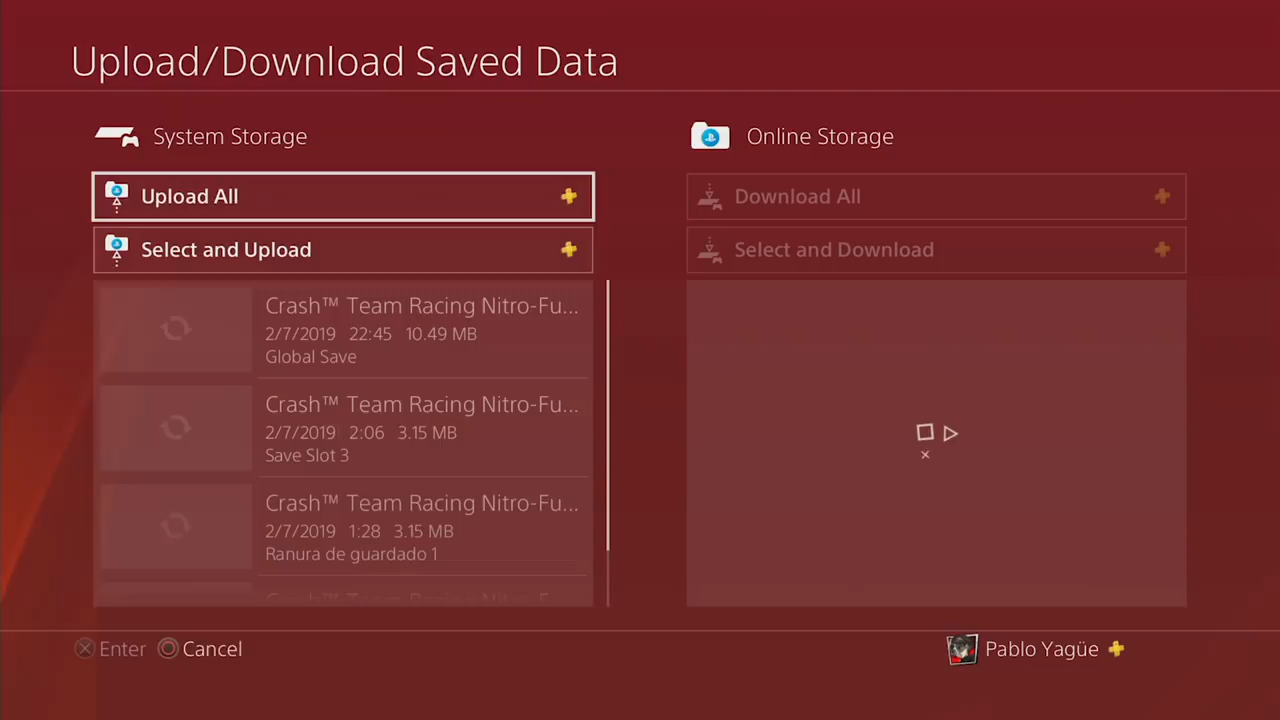 Upload/Download Saved Data
System Storage
Online Storage
Upload All
Download All
Select and Upload
Select and Download
Crash™ Team Racing Nitro-Fu...
2/7/2019 22:45 10.49 MB
Global Save
Crash™ Team Racing Nitro-Fu...
2/7/2019 2:06 3.15 MB
Save Slot 3
Crash™ Team Racing Nitro-Fu...
2/7/2019 1:28 3.15 MB
Ranura de guardado 1
Enter Cancel
Pablo Yagüe